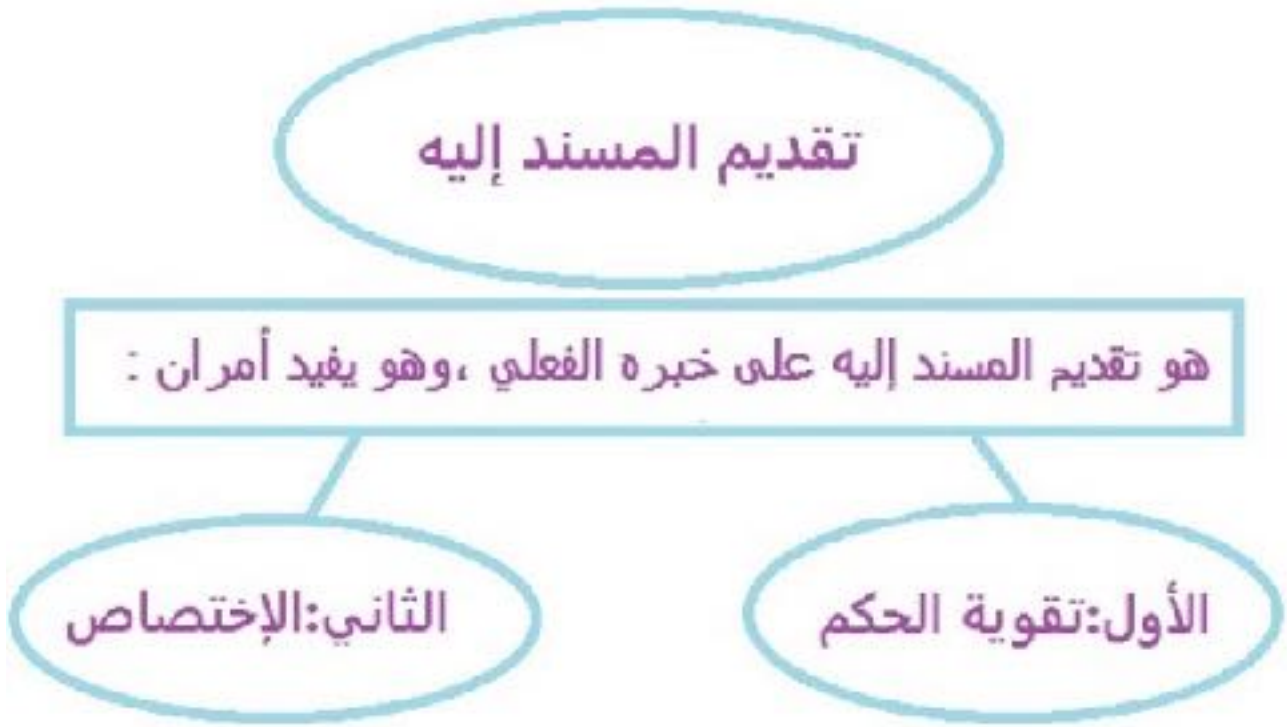 تقديم المسند إليه
هو تقديم المسند إليه على خبره الفعلي ،وهو يفيد أمران :
الأول:تقوية الحكم
الثاني:الإختصاص